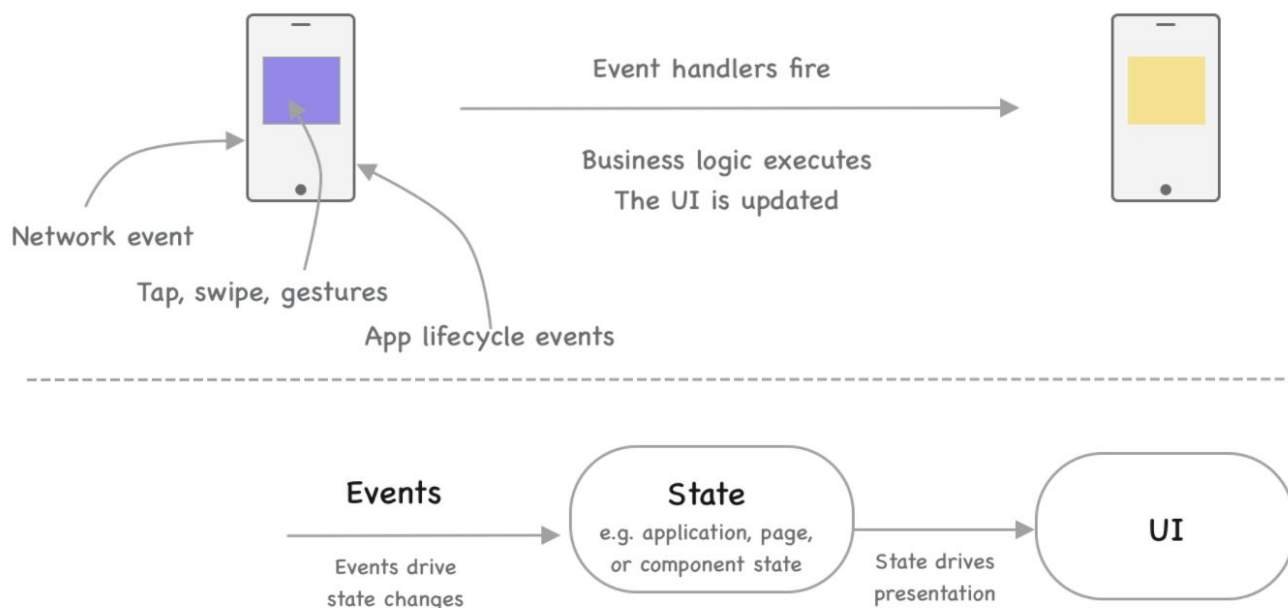 Event handlers fire
Business logic executes
The UI is updated
Network event
Tap, swipe, gestures
App lifecycle events
Events
Events drive
state changes
State
e.g. application, page,
or component state
State drives
presentation
UI